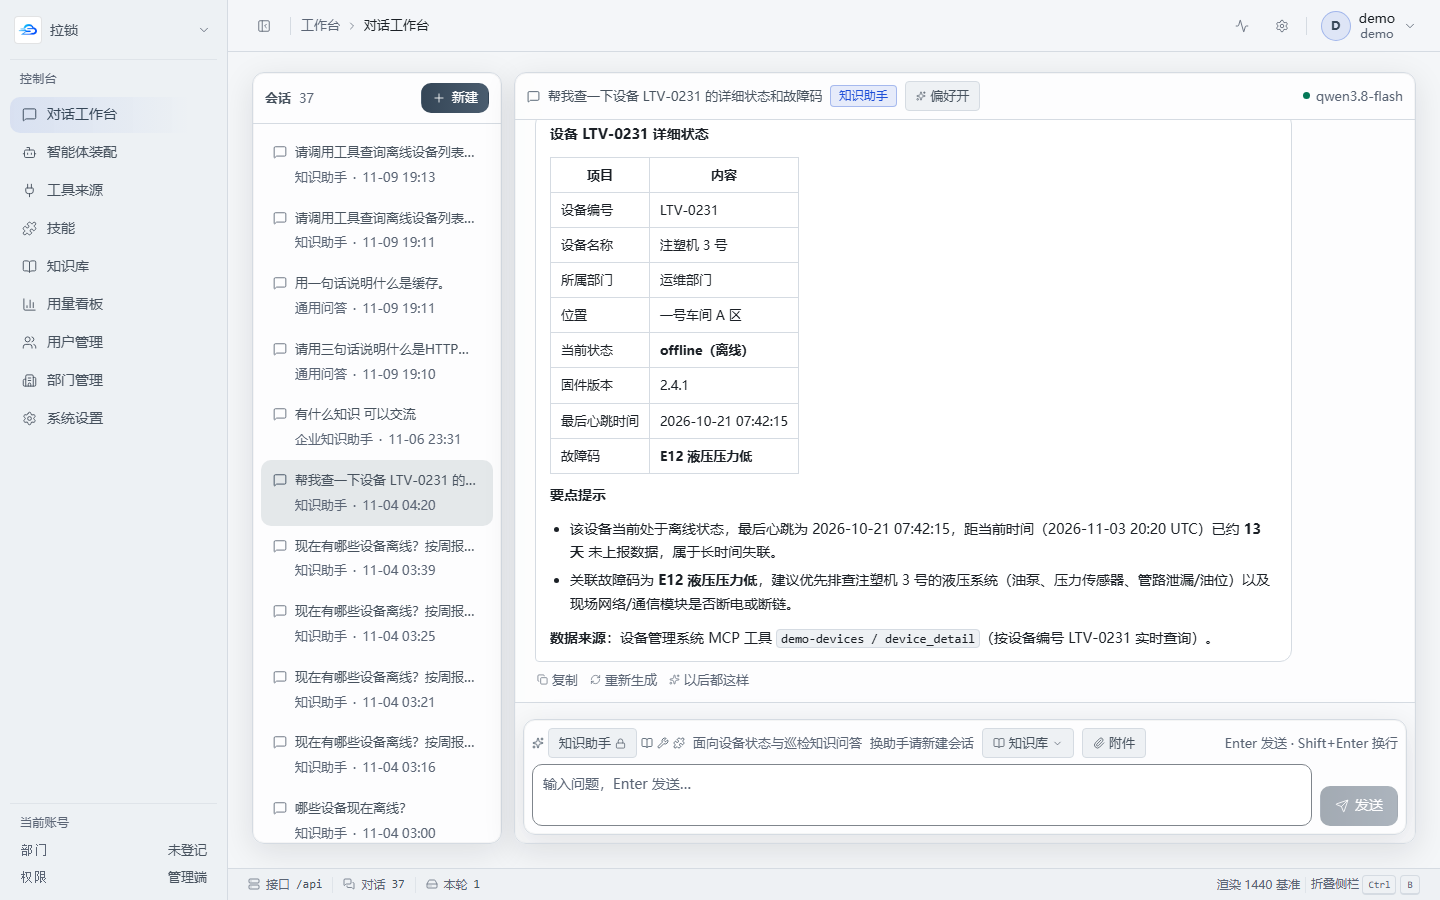 拉锁
控制台
对话工作台
智能体装配
工具来源
技能
知识库
用量看板
用户管理
部门管理
系统设置
当前账号
部门 未登记
权限 管理端
工作台 › 对话工作台
D
demo
demo
会话 37
新建
请调用工具查询离线设备列表...
知识助手 · 11-09 19:13
请调用工具查询离线设备列表...
知识助手 · 11-09 19:11
用一句话说明什么是缓存。
通用问答 · 11-09 19:11
请用三句话说明什么是HTTP...
通用问答 · 11-09 19:10
有什么知识 可以交流
企业知识助手 · 11-06 23:31
帮我查一下设备 LTV-0231 的...
知识助手 · 11-04 04:20
现在有哪些设备离线？按周报...
知识助手 · 11-04 03:39
现在有哪些设备离线？按周报...
知识助手 · 11-04 03:25
现在有哪些设备离线？按周报...
知识助手 · 11-04 03:21
现在有哪些设备离线？按周报...
知识助手 · 11-04 03:16
哪些设备现在离线？
知识助手 · 11-04 03:00
帮我查一下设备 LTV-0231 的详细状态和故障码 知识助手 偏好开 qwen3.8-flash
设备 LTV-0231 详细状态
项目 内容
设备编号 LTV-0231
设备名称 注塑机 3 号
所属部门 运维部门
位置 一号车间 A 区
当前状态 offline（离线）
固件版本 2.4.1
最后心跳时间 2026-10-21 07:42:15
故障码 E12 液压压力低
要点提示
• 该设备当前处于离线状态，最后心跳为 2026-10-21 07:42:15，距当前时间（2026-11-03 20:20 UTC）已约 13
天 未上报数据，属于长时间失联。
• 关联故障码为 E12 液压压力低，建议优先排查注塑机 3 号的液压系统（油泵、压力传感器、管路泄漏/油位）以及
现场网络/通信模块是否断电或断链。
数据来源：设备管理系统 MCP 工具 demo-devices / device_detail（按设备编号 LTV-0231 实时查询）。
复制 重新生成 以后都这样
知识助手 面向设备状态与巡检知识问答 换助手请新建会话 知识库 附件 Enter 发送 · Shift+Enter 换行
输入问题，Enter 发送...
发送
接口 /api 对话 37 本轮 1
渲染 1440 基准 折叠侧栏 Ctrl B